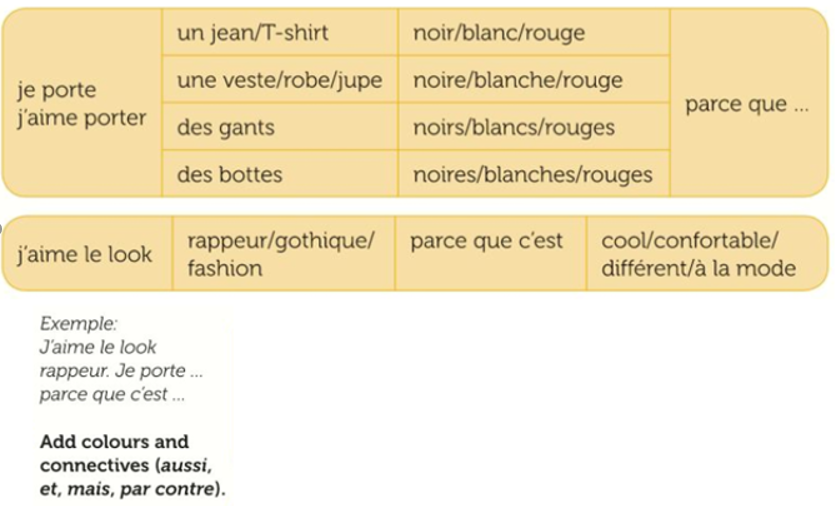 je porte
j'aime porter
un jean/T-shirt
noir/blanc/rouge
une veste/robe/jupe
noire/blanche/rouge
des gants
noirs/blancs/rouges
des bottes
noires/blanches/rouges
parce que ...
j'aime le look
rappeur/gothique/
fashion
parce que c'est
cool/confortable/
différent/à la mode
Exemple:
J'aime le look
rappeur. Je porte ...
parce que c'est ...
Add colours and
connectives (aussi,
et, mais, par contre).